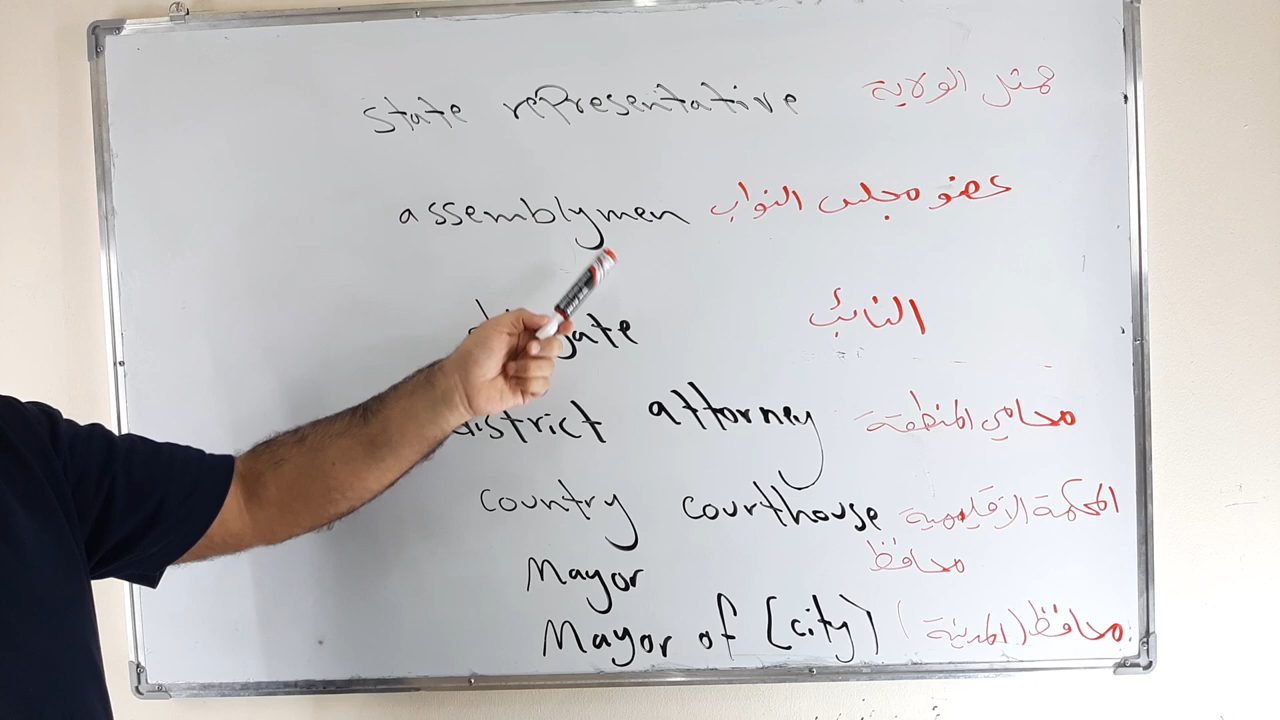 state representative ممثل الولاية
assemblymen عضو مجلس النواب
النائب
district attorney محامي المنطقة
country courthouse المحكمة الاقليمية
Mayor محافظ
Mayor of (city) محافظ (المدينة)